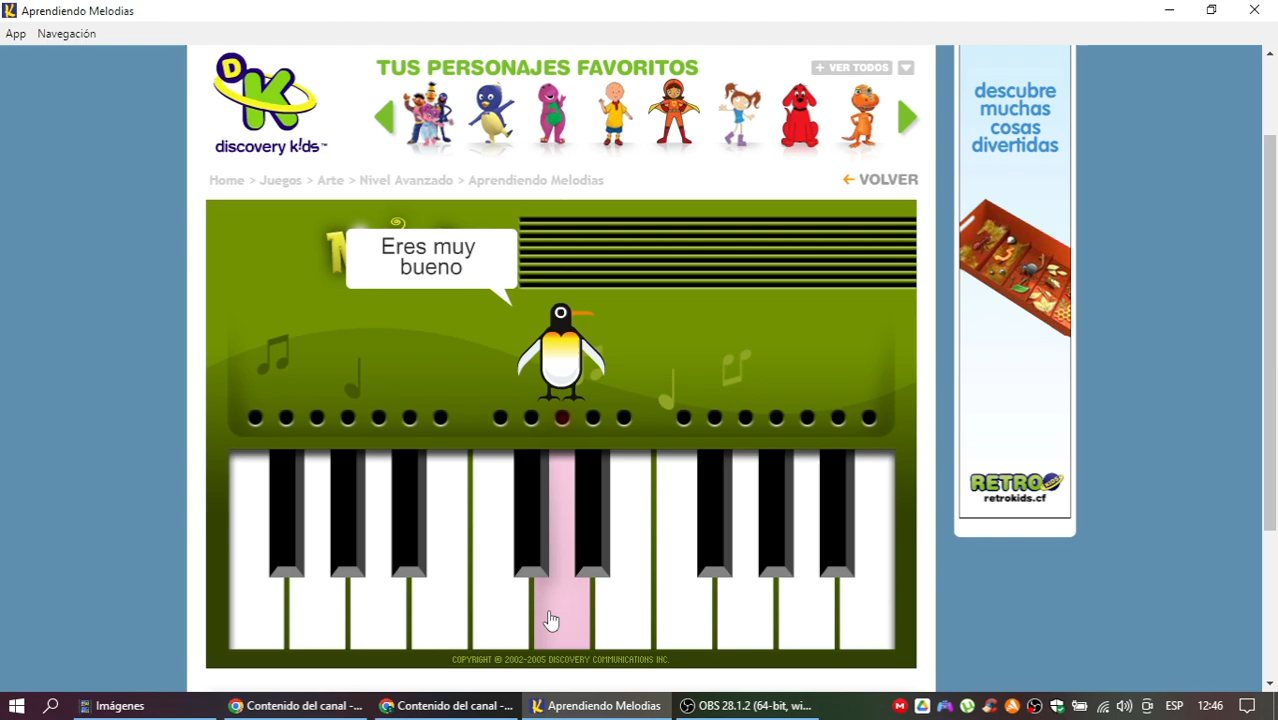 Aprendiendo Melodias
App Navegación
D K
discovery k!ds™
TUS PERSONAJES FAVORITOS
+ VER TODOS
Home > Juegos > Arte > Nivel Avanzado > Aprendiendo Melodias
← VOLVER
descubre
muchas
cosas
divertidas
Eres muy
bueno
RETRO
retrokids.cf
COPYRIGHT © 2002-2005 DISCOVERY COMMUNICATIONS INC.
Imágenes
Contenido del canal -...
Contenido del canal -...
Aprendiendo Melodias
OBS 28.1.2 (64-bit, wi...
ESP
12:46